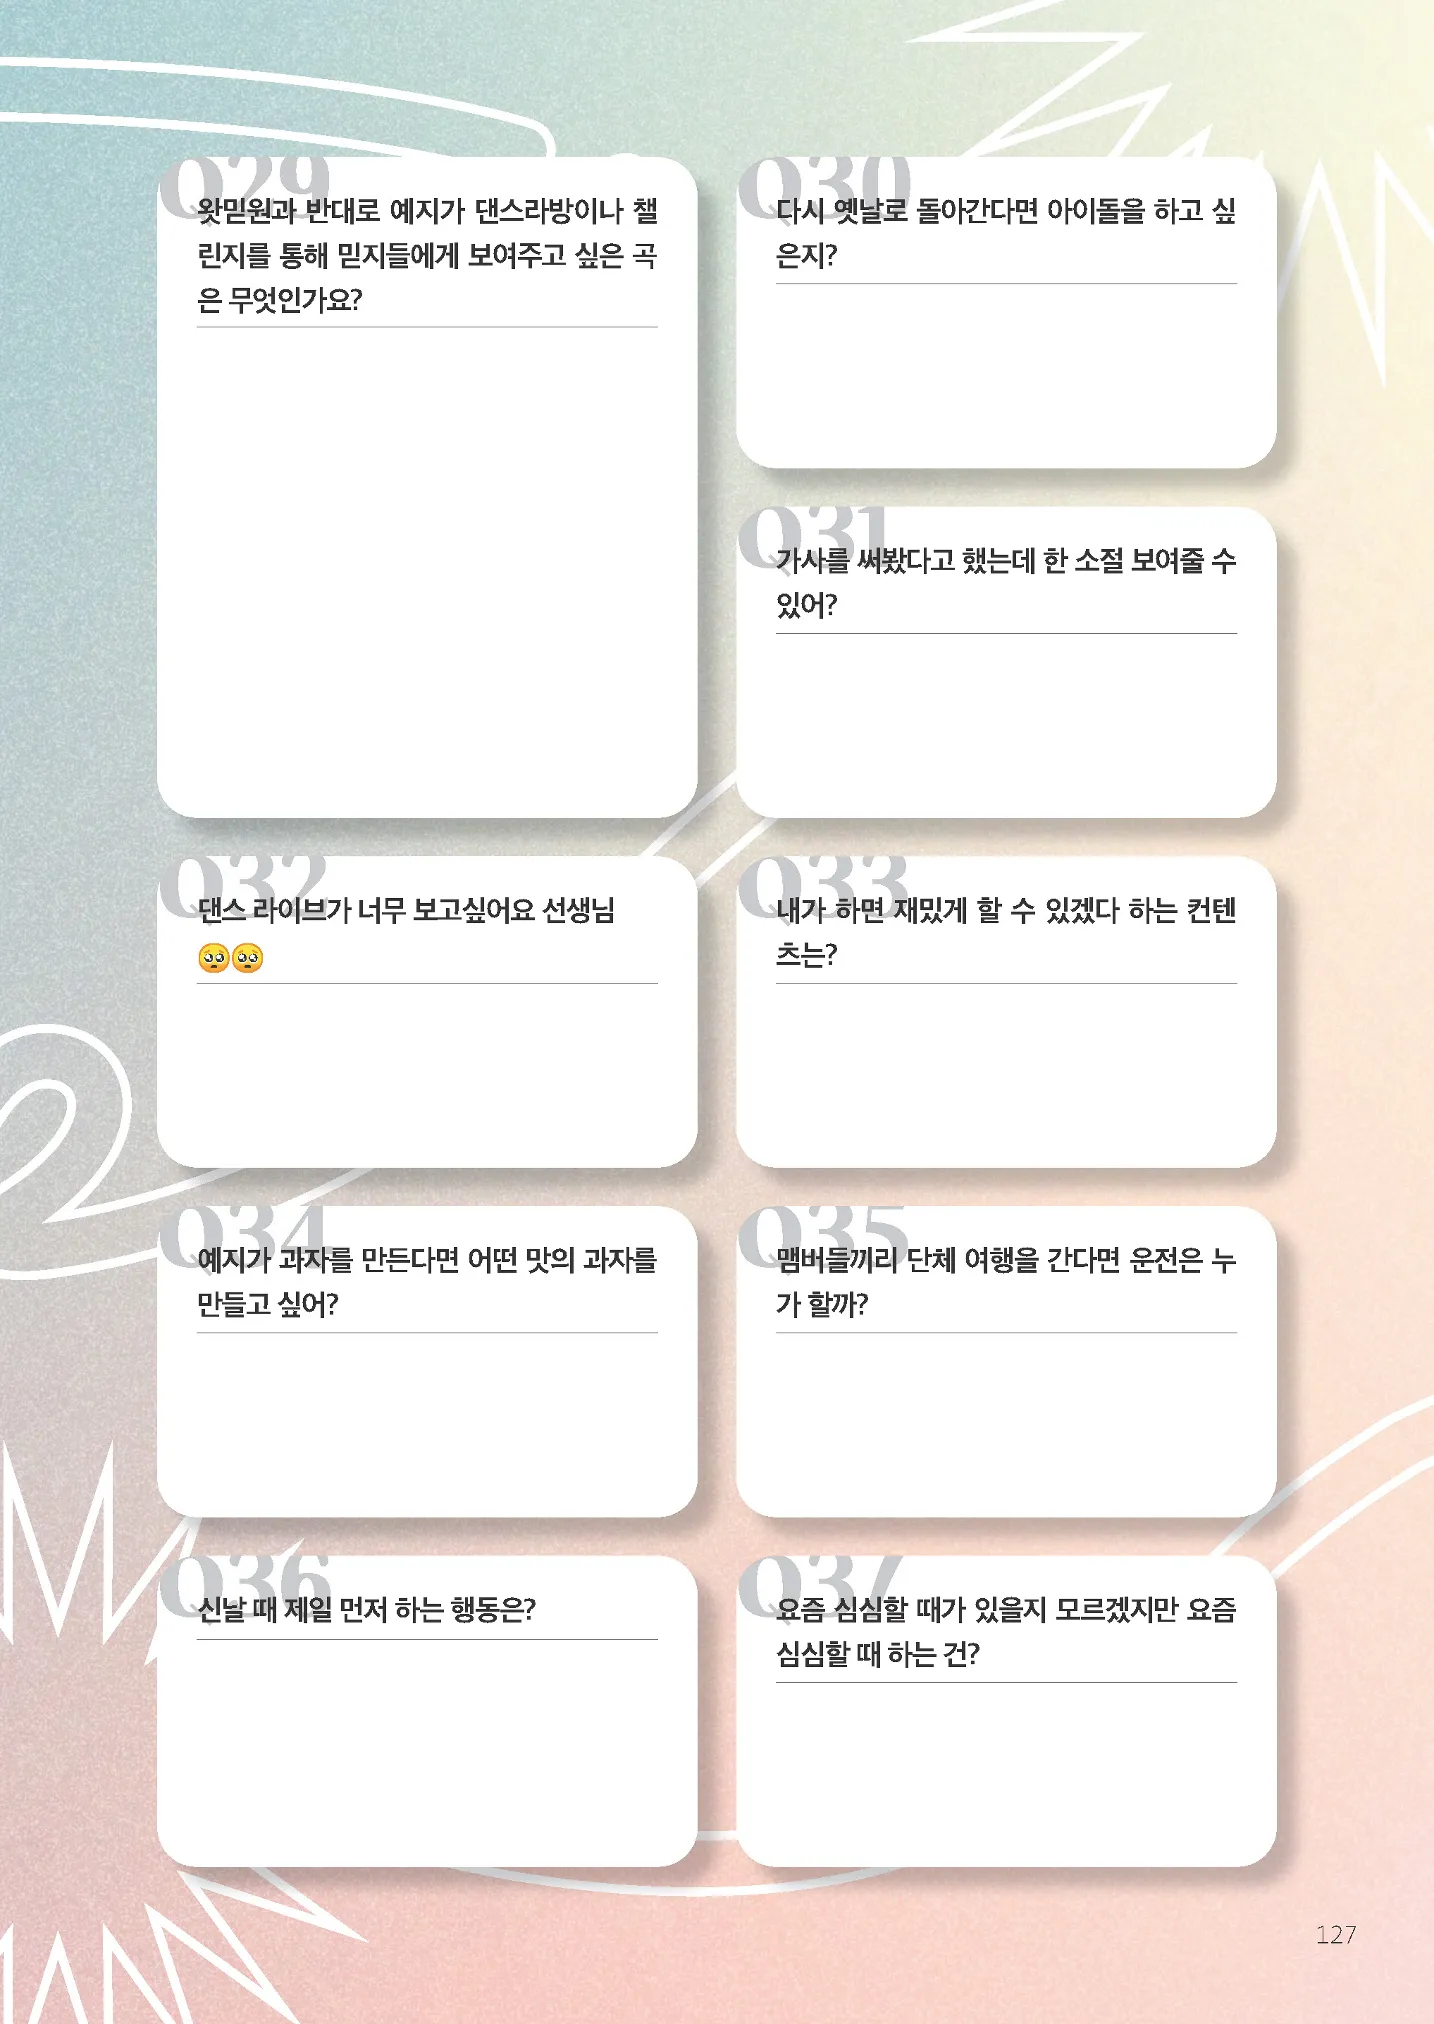 Q29
왓믿원과 반대로 예지가 댄스라방이나 챌
린지를 통해 믿지들에게 보여주고 싶은 곡
은 무엇인가요?
Q30
다시 옛날로 돌아간다면 아이돌을 하고 싶
은지?
Q31
가사를 써봤다고 했는데 한 소절 보여줄 수
있어?
Q32
댄스 라이브가 너무 보고싶어요 선생님
🥺🥺
Q33
내가 하면 재밌게 할 수 있겠다 하는 컨텐
츠는?
Q34
예지가 과자를 만든다면 어떤 맛의 과자를
만들고 싶어?
Q35
맴버들끼리 단체 여행을 간다면 운전은 누
가 할까?
Q36
신날 때 제일 먼저 하는 행동은?
Q37
요즘 심심할 때가 있을지 모르겠지만 요즘
심심할 때 하는 건?
127